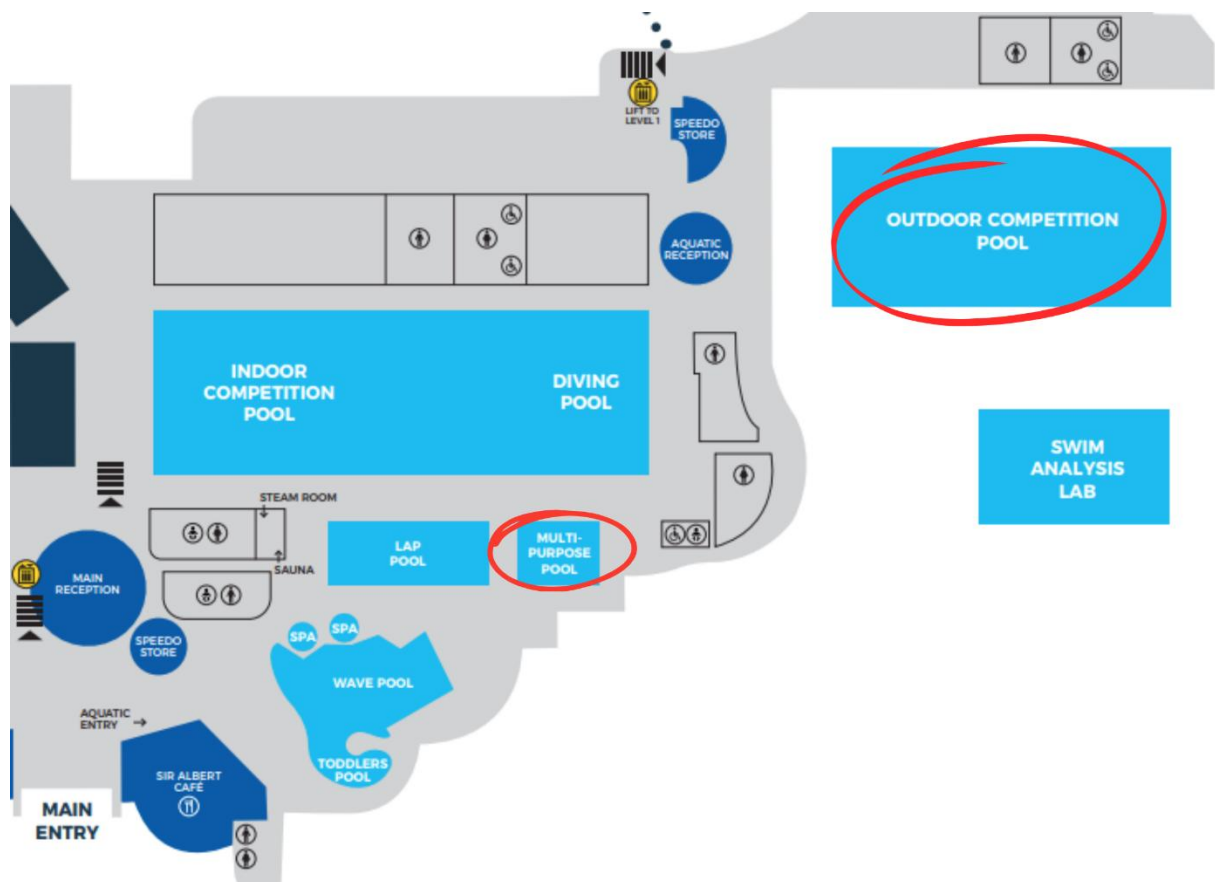 LIFT TO
LEVEL 1
SPEEDO
STORE
OUTDOOR COMPETITION
POOL
AQUATIC
RECEPTION
INDOOR
COMPETITION
POOL
DIVING
POOL
SWIM
ANALYSIS
LAB
STEAM ROOM
SAUNA
LAP
POOL
MULTI-
PURPOSE
POOL
MAIN
RECEPTION
SPEEDO
STORE
SPA
SPA
WAVE POOL
AQUATIC
ENTRY
TODDLERS
POOL
SIR ALBERT
CAFÉ
MAIN
ENTRY